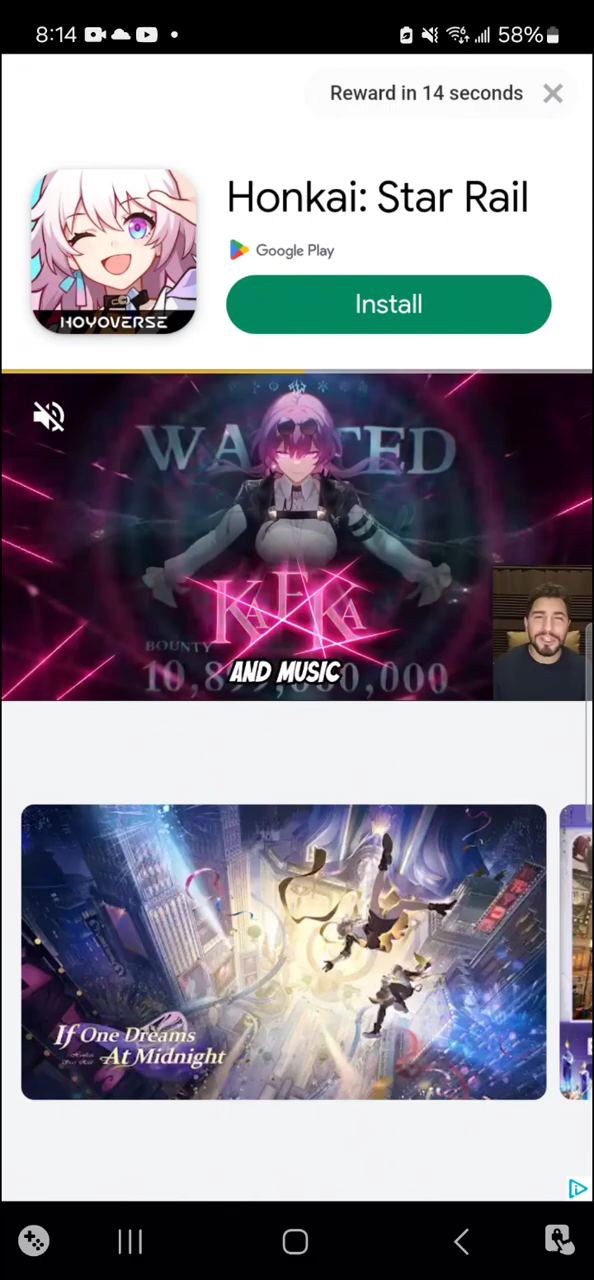 8:14
58%
Reward in 14 seconds
Honkai: Star Rail
Google Play
Install
HOYOVERSE
WANTED
KAFKA
BOUNTY
AND MUSIC
If One Dreams
At Midnight